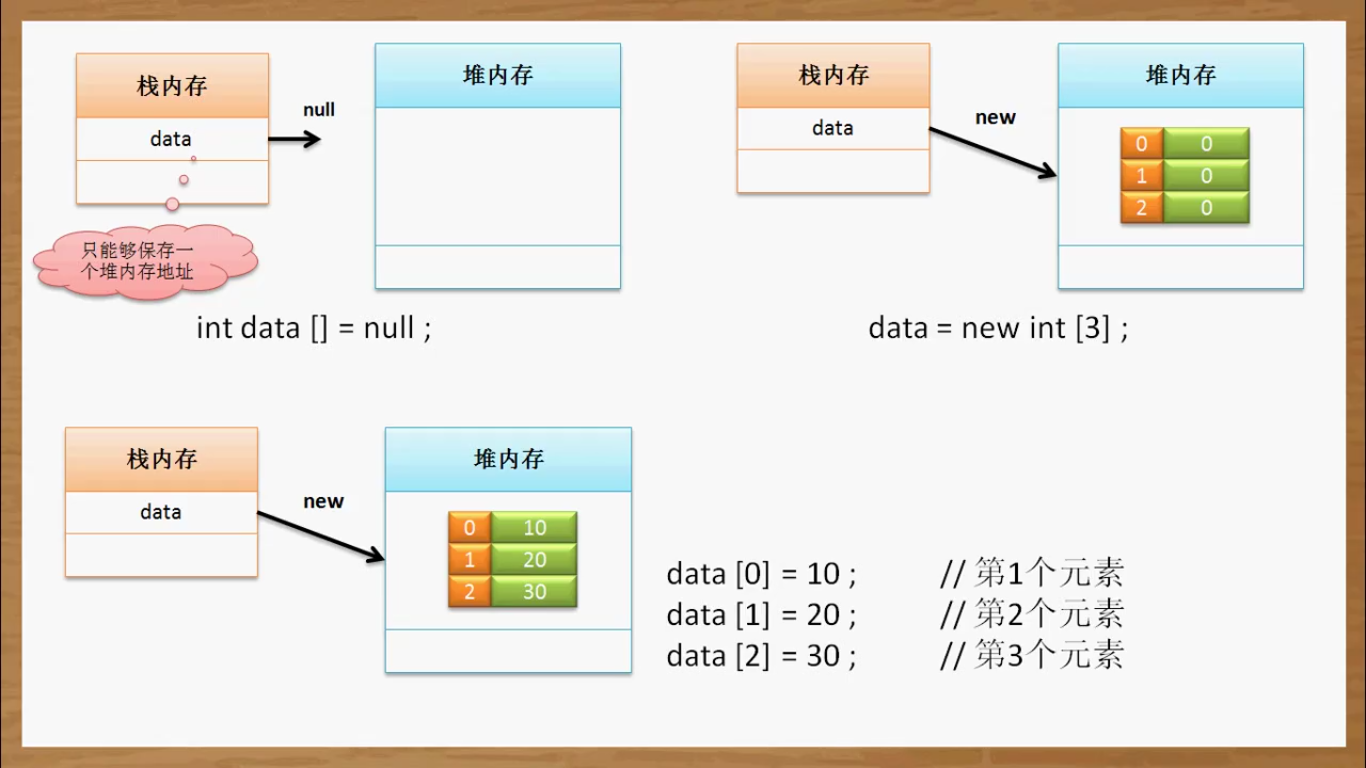 栈内存
data
null
堆内存
只能够保存一
个堆内存地址
int data [] = null ;
栈内存
data
new
堆内存
0 0
1 0
2 0
data = new int [3] ;
栈内存
data
new
堆内存
0 10
1 20
2 30
data [0] = 10 ; // 第1个元素
data [1] = 20 ; // 第2个元素
data [2] = 30 ; // 第3个元素